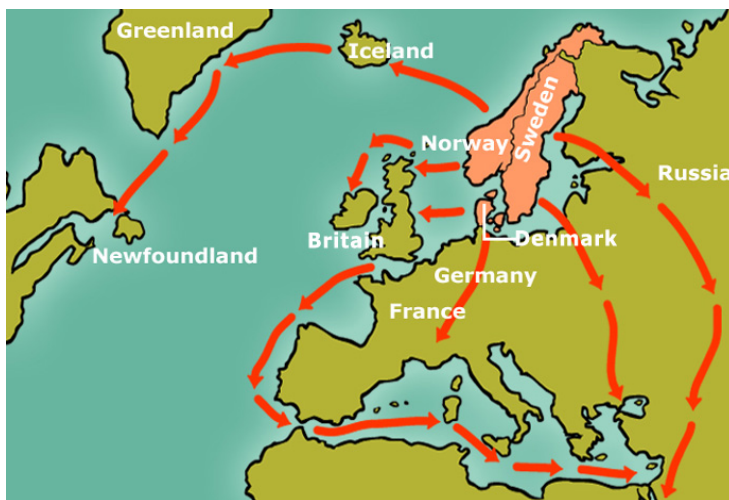 Greenland
Iceland
Norway
Sweden
Russia
Britain
Denmark
Newfoundland
Germany
France